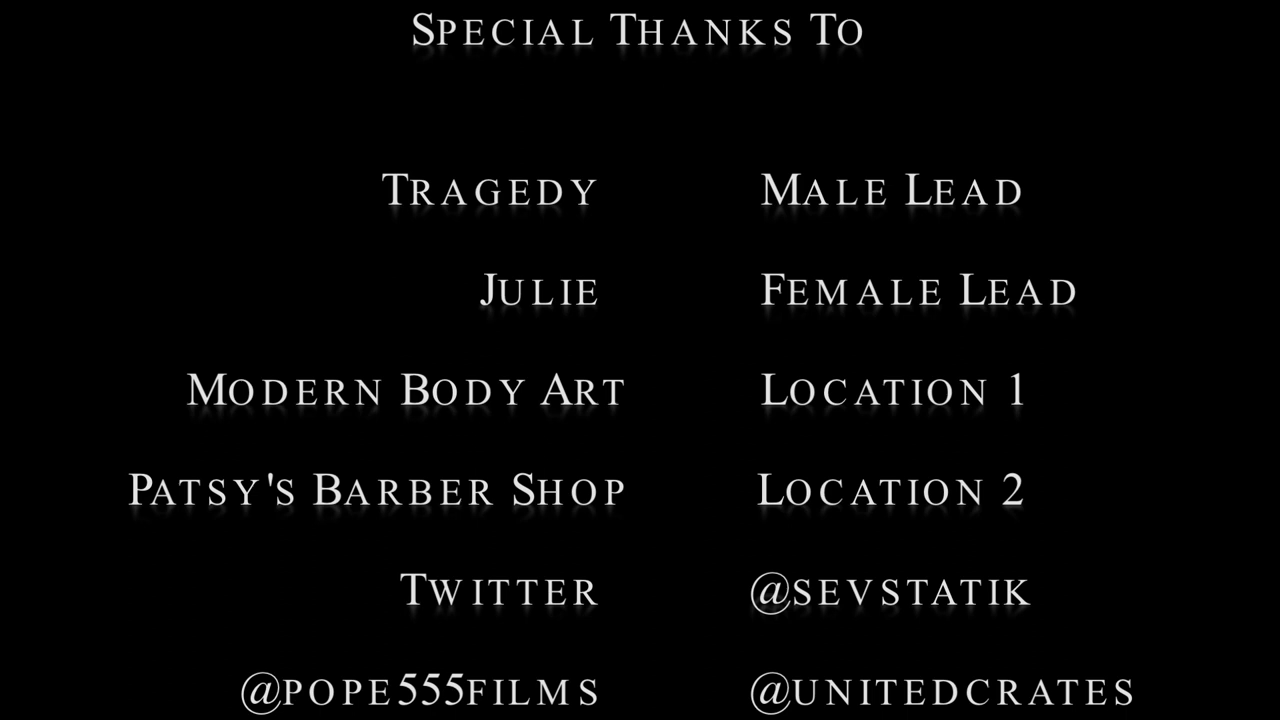 Special Thanks To
Tragedy Male Lead
Julie Female Lead
Modern Body Art Location 1
Patsy's Barber Shop Location 2
Twitter @sevstatik
@pope555films @unitedcrates